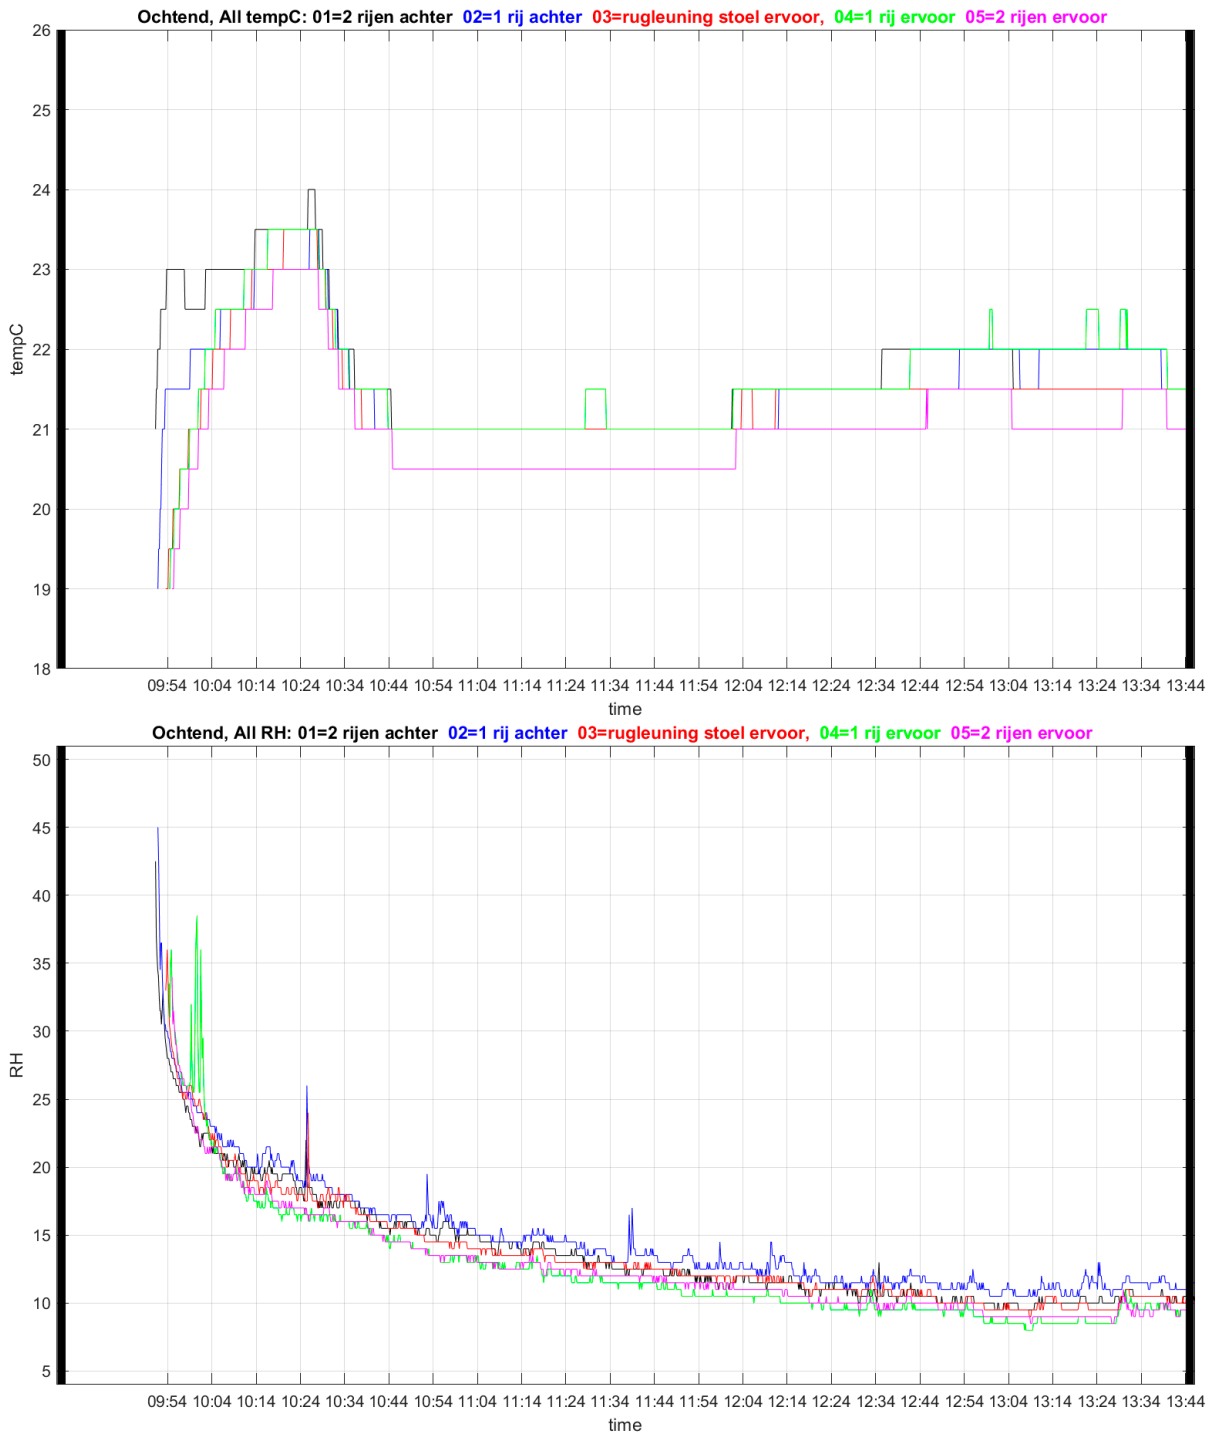 Ochtend, All tempC: 01=2 rijen achter 02=1 rij achter 03=rugleuning stoel ervoor, 04=1 rij ervoor 05=2 rijen ervoor
26
25
24
23
22
21
20
19
18
tempC
09:54 10:04 10:14 10:24 10:34 10:44 10:54 11:04 11:14 11:24 11:34 11:44 11:54 12:04 12:14 12:24 12:34 12:44 12:54 13:04 13:14 13:24 13:34 13:44
time
Ochtend, All RH: 01=2 rijen achter 02=1 rij achter 03=rugleuning stoel ervoor, 04=1 rij ervoor 05=2 rijen ervoor
50
45
40
35
30
25
20
15
10
5
RH
09:54 10:04 10:14 10:24 10:34 10:44 10:54 11:04 11:14 11:24 11:34 11:44 11:54 12:04 12:14 12:24 12:34 12:44 12:54 13:04 13:14 13:24 13:34 13:44
time